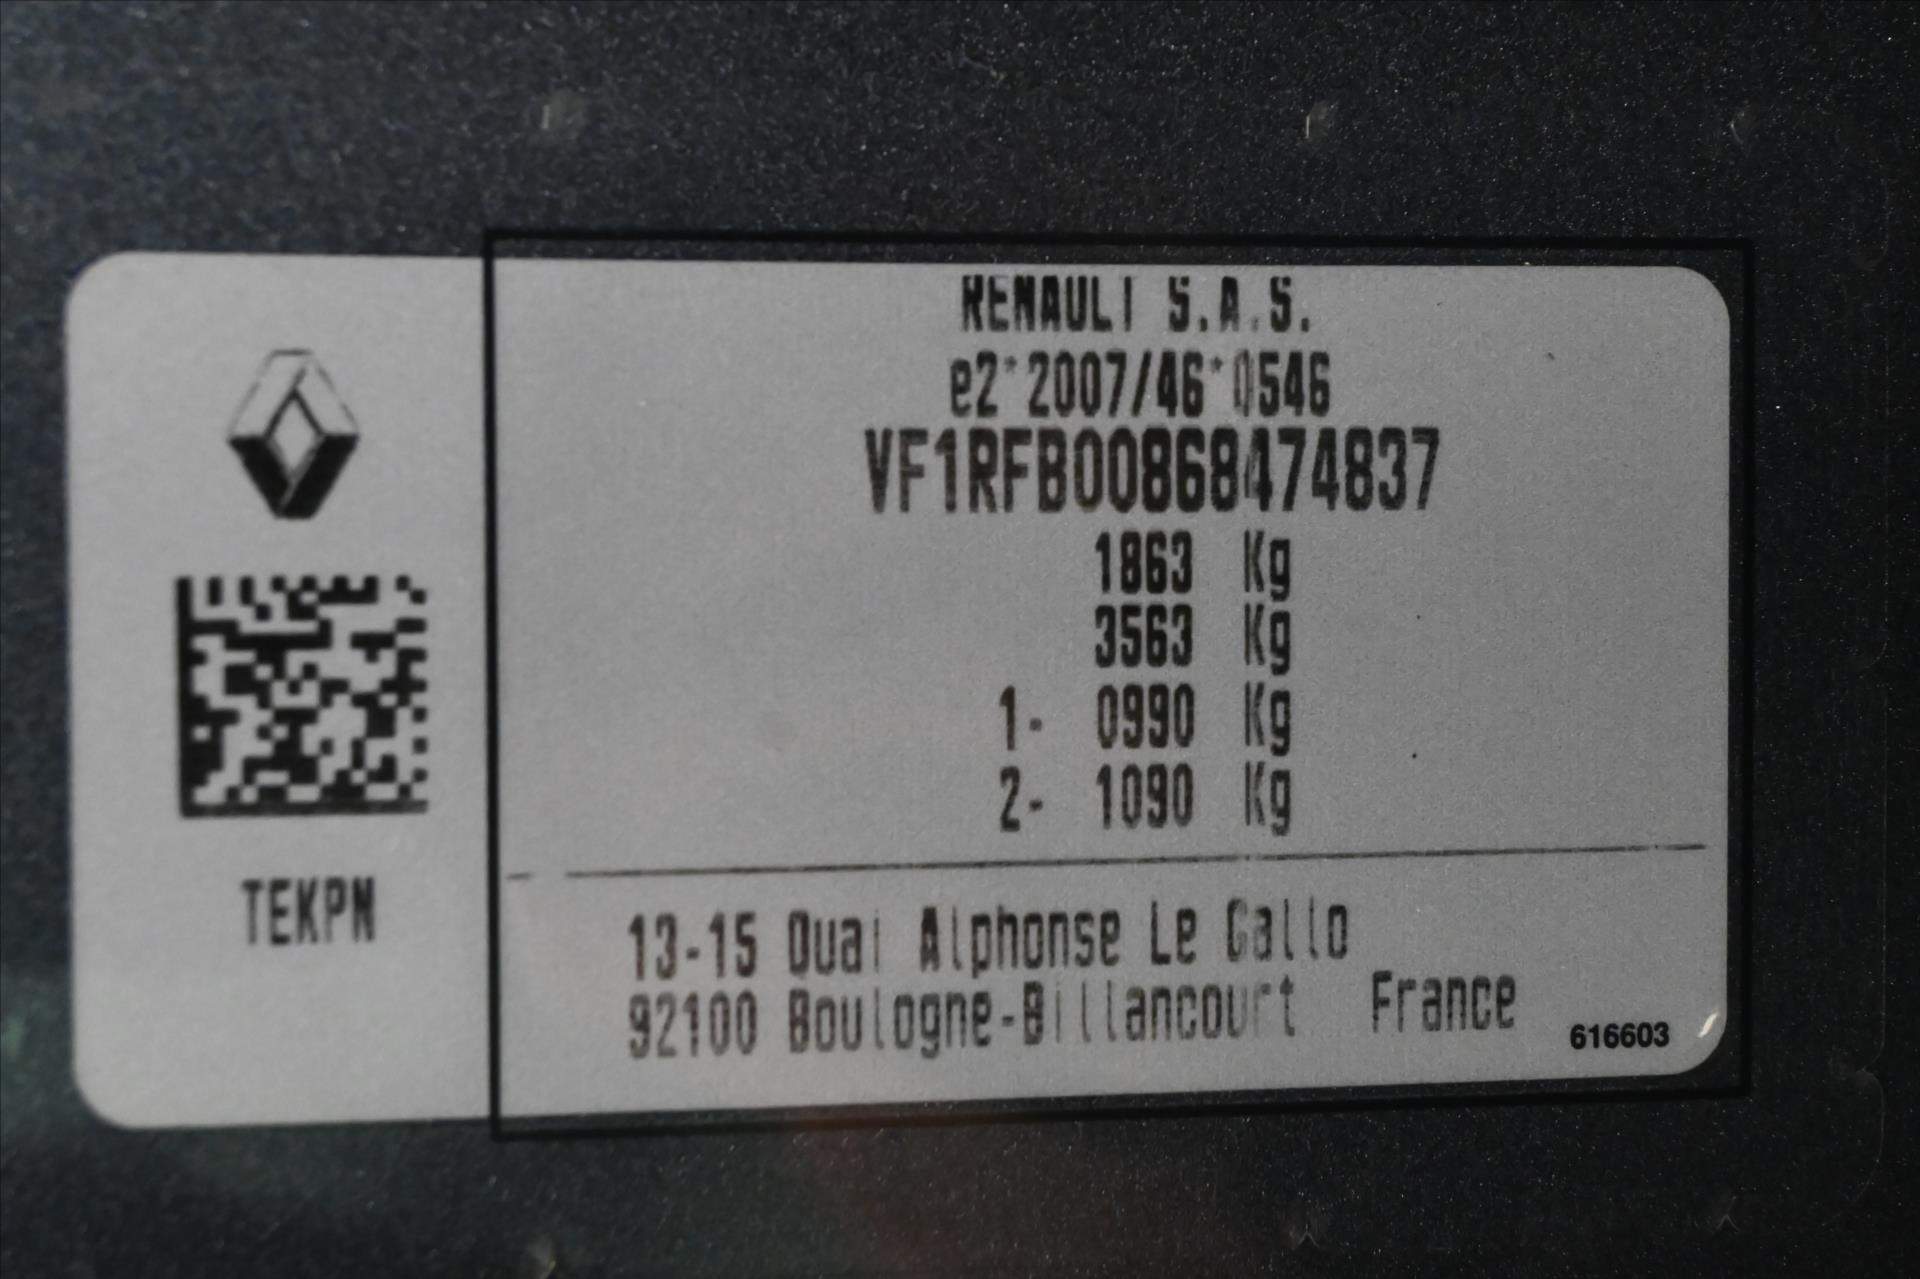 RENAULT S.A.S.
e2*2007/46*0546
VF1RFB00868474837
1863 Kg
3563 Kg
1- 0990 Kg
2- 1090 Kg
TEKPN
13-15 Quai Alphonse Le Gallo
92100 Boulogne-Billancourt France
616603